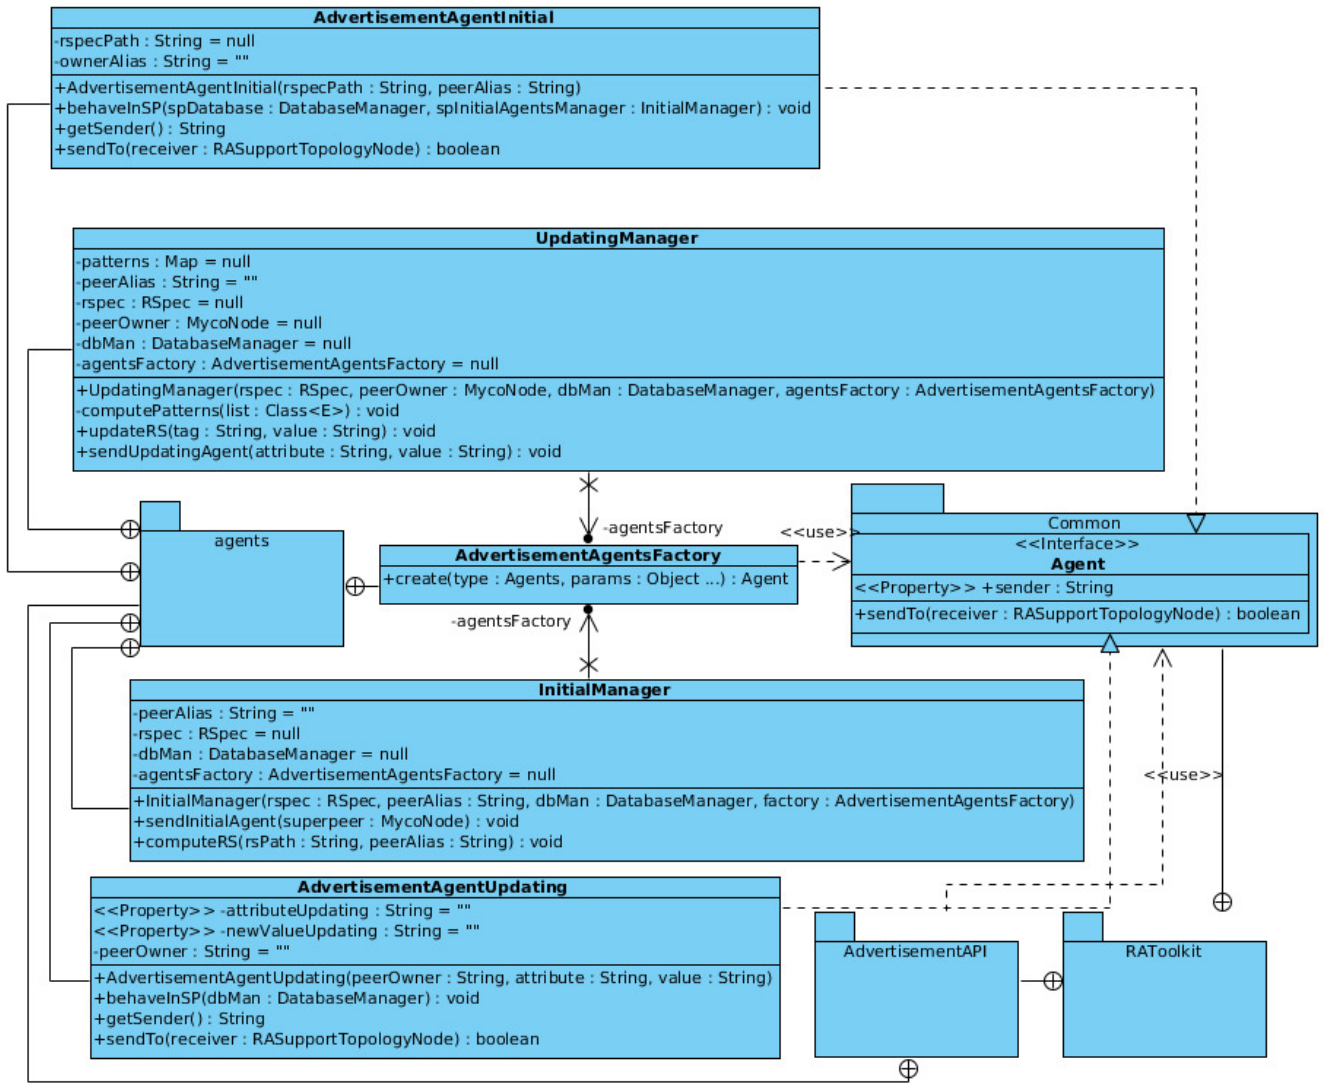 AdvertisementAgentInitial
-rspecPath : String = null
-ownerAlias : String = ""
+AdvertisementAgentInitial(rspecPath : String, peerAlias : String)
+behaveInSP(spDatabase : DatabaseManager, spInitialAgentsManager : InitialManager) : void
+getSender() : String
+sendTo(receiver : RASupportTopologyNode) : boolean
UpdatingManager
-patterns : Map = null
-peerAlias : String = ""
-rspec : RSpec = null
-peerOwner : MycoNode = null
-dbMan : DatabaseManager = null
-agentsFactory : AdvertisementAgentsFactory = null
+UpdatingManager(rspec : RSpec, peerOwner : MycoNode, dbMan : DatabaseManager, agentsFactory : AdvertisementAgentsFactory)
-computePatterns(list : Class<E>) : void
+updateRS(tag : String, value : String) : void
+sendUpdatingAgent(attribute : String, value : String) : void
agents
-agentsFactory
AdvertisementAgentsFactory
+create(type : Agents, params : Object ...) : Agent
-agentsFactory
<<use>>
Common
<<Interface>>
Agent
<<Property>> +sender : String
+sendTo(receiver : RASupportTopologyNode) : boolean
InitialManager
-peerAlias : String = ""
-rspec : RSpec = null
-dbMan : DatabaseManager = null
-agentsFactory : AdvertisementAgentsFactory = null
+InitialManager(rspec : RSpec, peerAlias : String, dbMan : DatabaseManager, factory : AdvertisementAgentsFactory)
+sendInitialAgent(superpeer : MycoNode) : void
+computeRS(rsPath : String, peerAlias : String) : void
<<use>>
AdvertisementAgentUpdating
<<Property>> -attributeUpdating : String = ""
<<Property>> -newValueUpdating : String = ""
-peerOwner : String = ""
+AdvertisementAgentUpdating(peerOwner : String, attribute : String, value : String)
+behaveInSP(dbMan : DatabaseManager) : void
+getSender() : String
+sendTo(receiver : RASupportTopologyNode) : boolean
AdvertisementAPI
RAToolkit